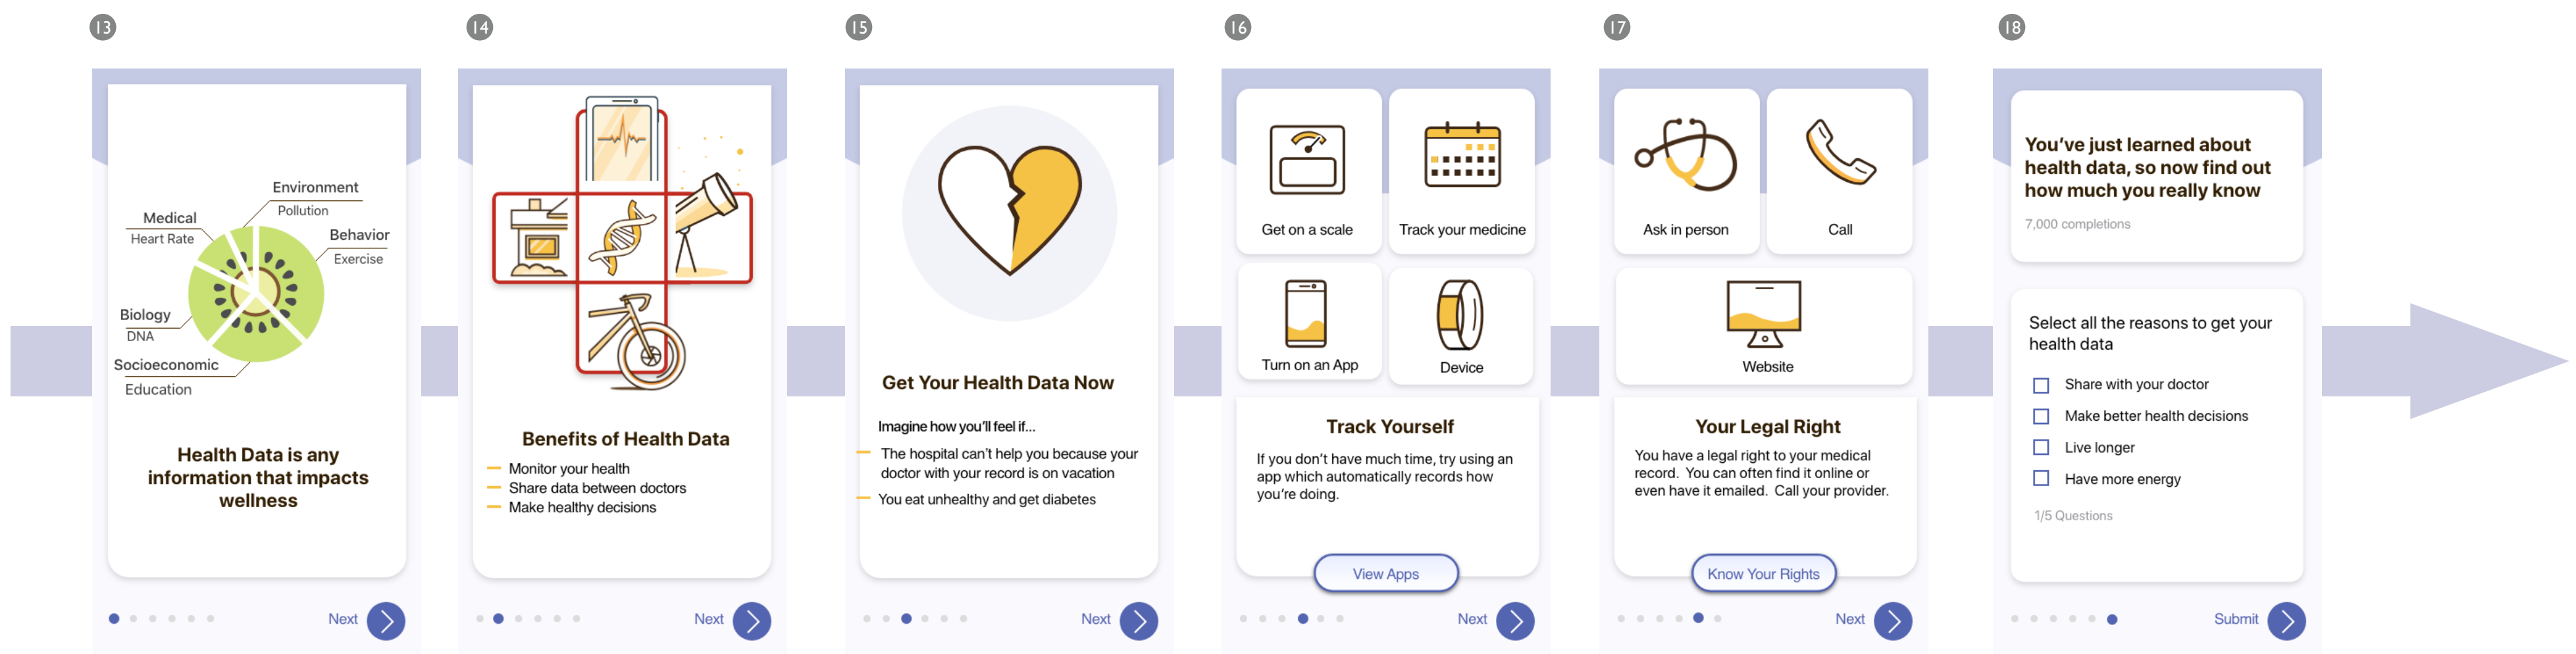 13
Environment
Pollution
Medical
Heart Rate
Behavior
Exercise
Biology
DNA
Socioeconomic
Education
Health Data is any
information that impacts
wellness
Next
14
Benefits of Health Data
Monitor your health
Share data between doctors
Make healthy decisions
Next
15
Get Your Health Data Now
Imagine how you'll feel if...
The hospital can't help you because your
doctor with your record is on vacation
You eat unhealthy and get diabetes
Next
16
Get on a scale
Track your medicine
Turn on an App
Device
Track Yourself
If you don't have much time, try using an
app which automatically records how
you're doing.
View Apps
Next
17
Ask in person
Call
Website
Your Legal Right
You have a legal right to your medical
record.  You can often find it online or
even have it emailed.  Call your provider.
Know Your Rights
Next
18
You've just learned about
health data, so now find out
how much you really know
7,000 completions
Select all the reasons to get your
health data
Share with your doctor
Make better health decisions
Live longer
Have more energy
1/5 Questions
Submit